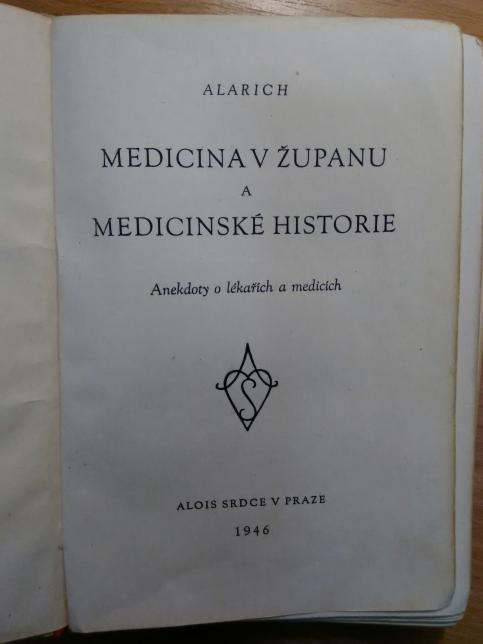 ALARICH
MEDICINA V ŽUPANU
A
MEDICINSKÉ HISTORIE
Anekdoty o lékařích a medicích
S
ALOIS SRDCE V PRAZE
1946